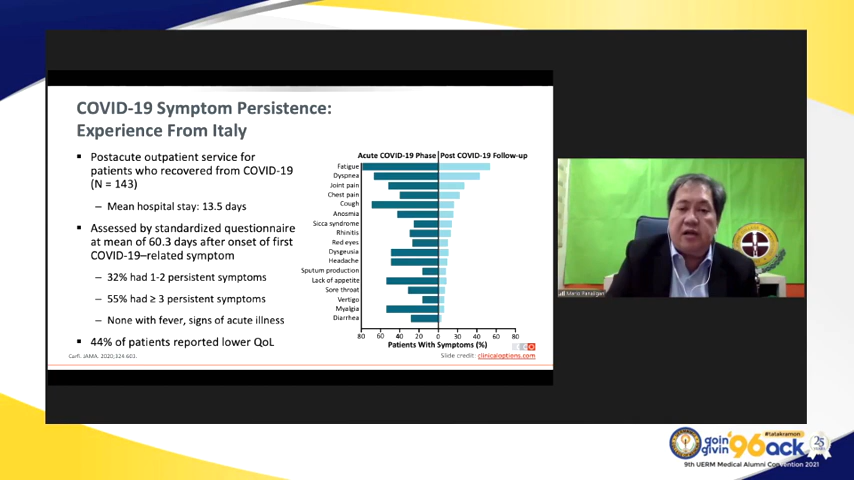 COVID-19 Symptom Persistence:
Experience From Italy
▪ Postacute outpatient service for
patients who recovered from COVID-19
(N = 143)
– Mean hospital stay: 13.5 days
▪ Assessed by standardized questionnaire
at mean of 60.3 days after onset of first
COVID-19–related symptom
– 32% had 1-2 persistent symptoms
– 55% had ≥ 3 persistent symptoms
– None with fever, signs of acute illness
▪ 44% of patients reported lower QoL
Carfi. JAMA. 2020;324:603.
Acute COVID-19 Phase Post COVID-19 Follow-up
Fatigue
Dyspnea
Joint pain
Chest pain
Cough
Anosmia
Sicca syndrome
Rhinitis
Red eyes
Dysgeusia
Headache
Sputum production
Lack of appetite
Sore throat
Vertigo
Myalgia
Diarrhea
80 60 40 30 0 30 40 60 80
Patients With Symptoms (%)
Slide credit: clinicaloptions.com
goin' '96 #tatakramon
givin' back 25
9th UERM Medical Alumni Convention 2021